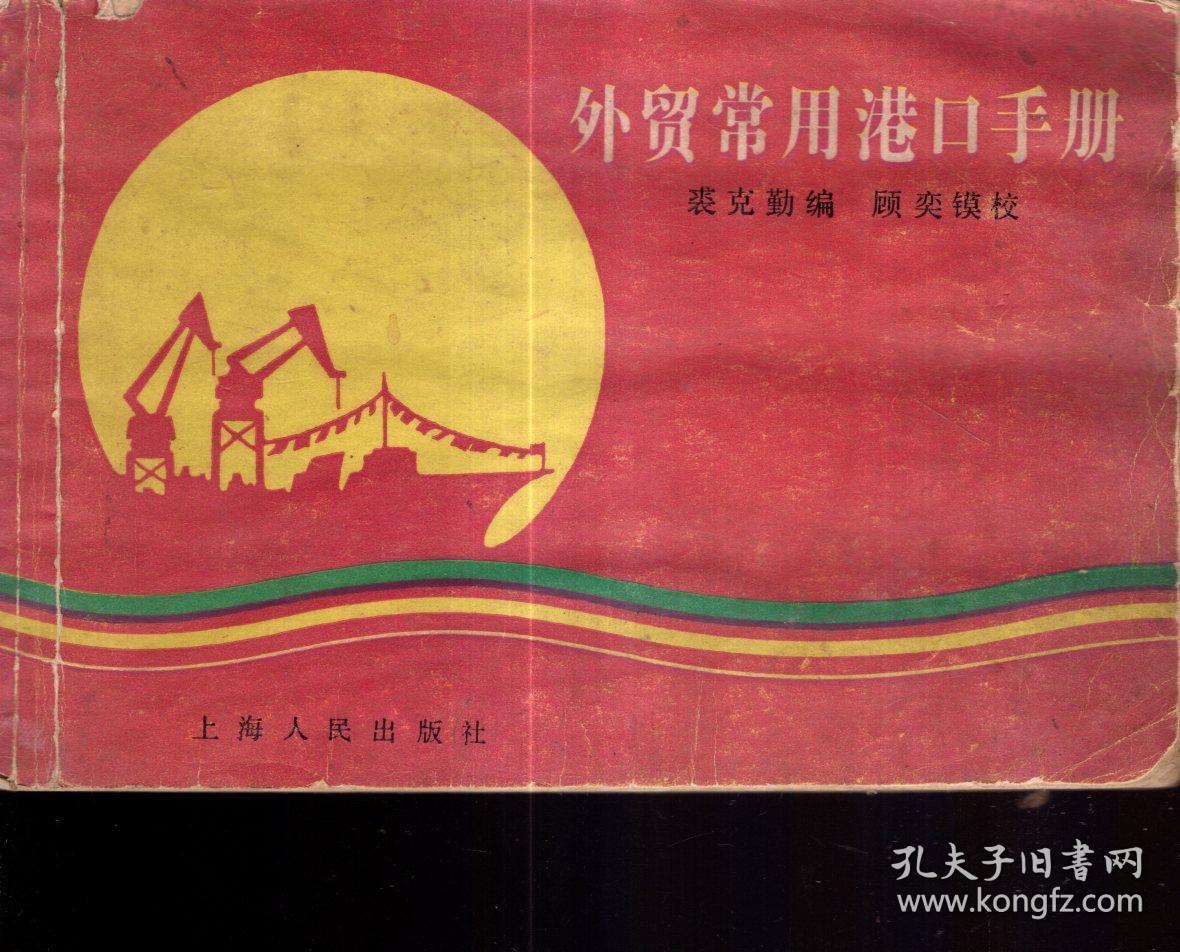 外贸常用港口手册
裘克勤编 顾奕镆校
上海人民出版社
孔夫子旧書网
www.kongfz.com